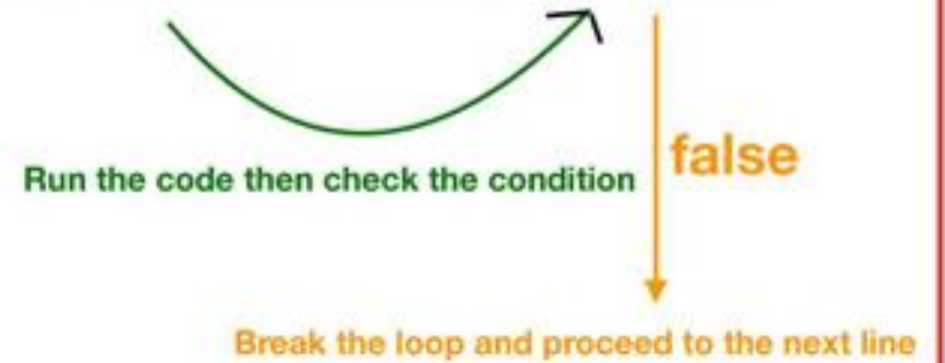 false
Run the code then check the condition
Break the loop and proceed to the next line